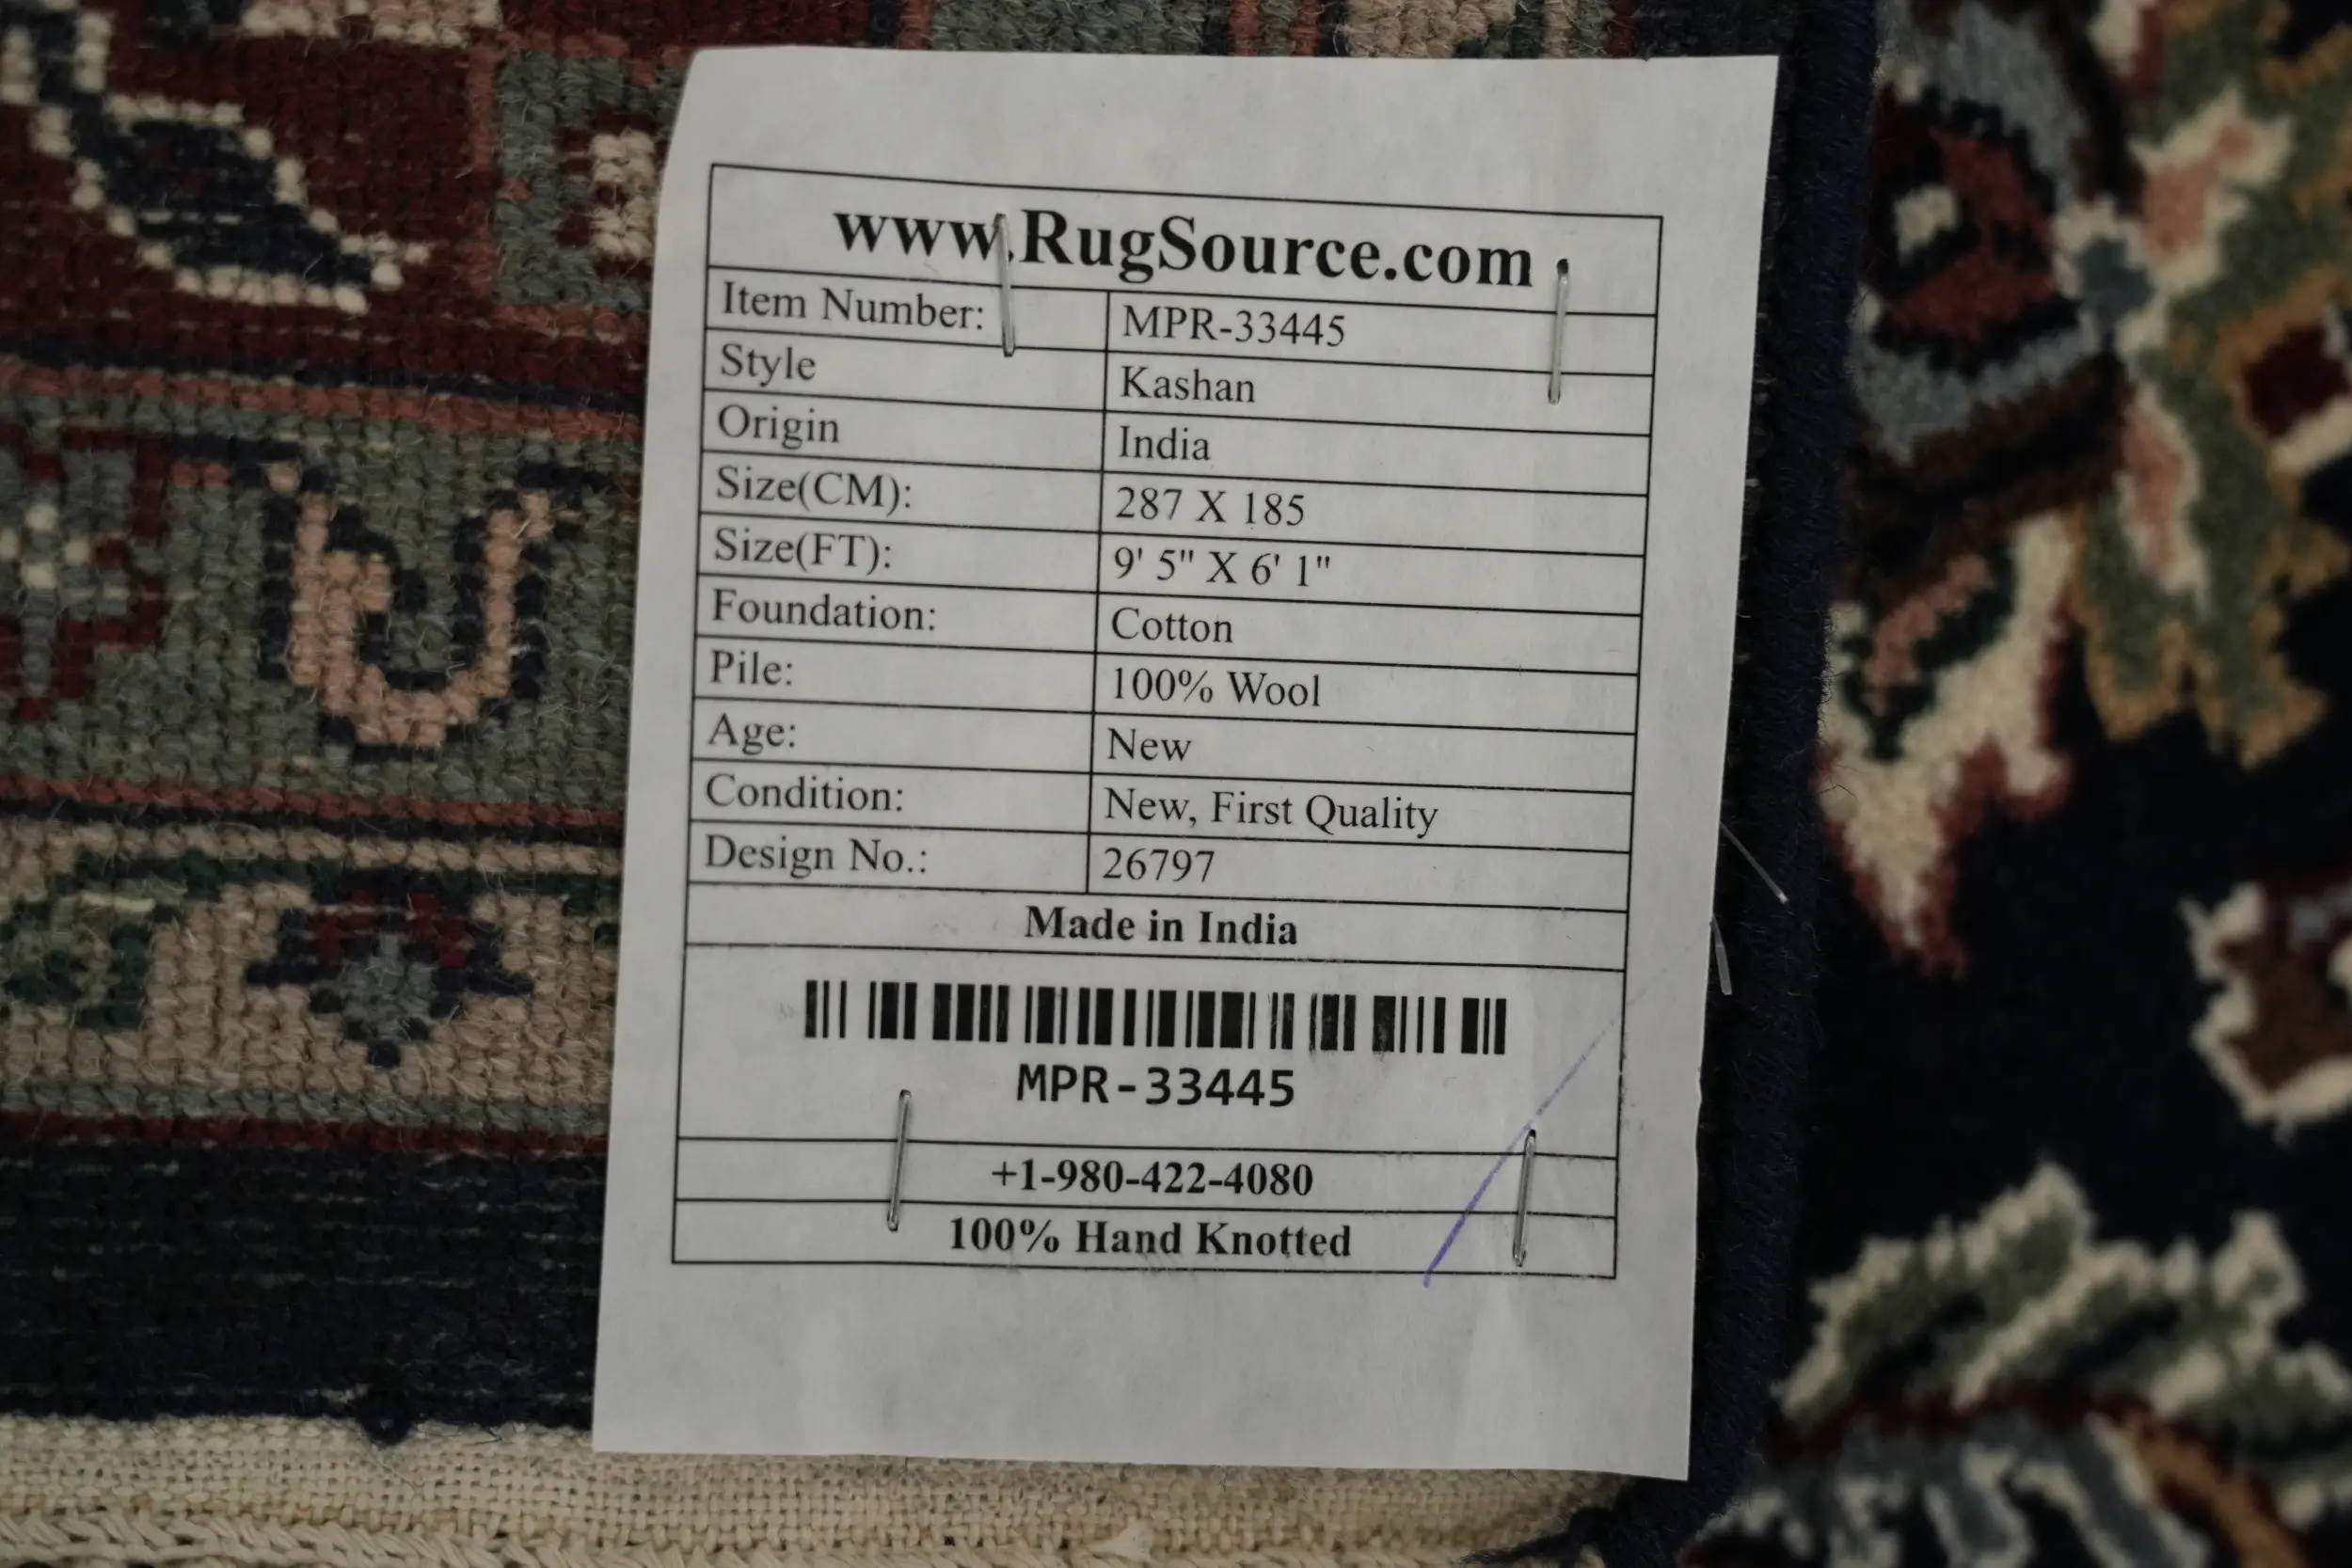 www.RugSource.com
Item Number: MPR-33445
Style Kashan
Origin India
Size(CM): 287 X 185
Size(FT): 9' 5" X 6' 1"
Foundation: Cotton
Pile: 100% Wool
Age: New
Condition: New, First Quality
Design No.: 26797
Made in India
MPR-33445
+1-980-422-4080
100% Hand Knotted